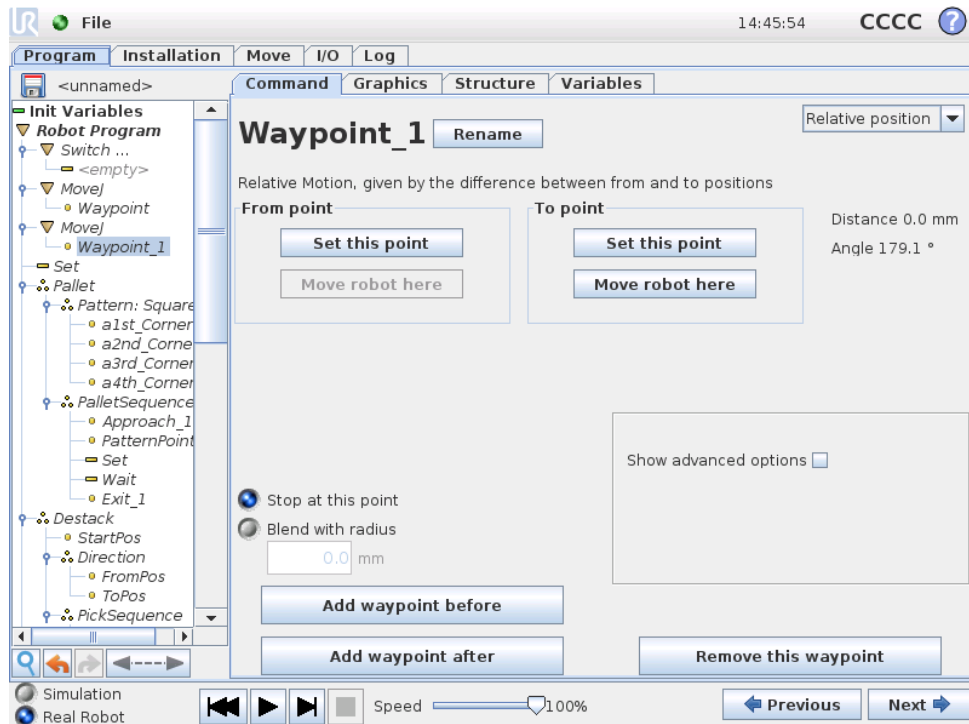 UR File 14:45:54 CCCC ?
Program Installation Move I/O Log
<unnamed>
Command Graphics Structure Variables
Init Variables
Robot Program
Switch ...
<empty>
MoveJ
Waypoint
MoveJ
Waypoint_1
Set
Pallet
Pattern: Square
a1st_Corner
a2nd_Corne
a3rd_Corner
a4th_Corner
PalletSequence
Approach_1
PatternPoint
Set
Wait
Exit_1
Destack
StartPos
Direction
FromPos
ToPos
PickSequence
Waypoint_1 Rename Relative position
Relative Motion, given by the difference between from and to positions
From point To point
Set this point Set this point
Move robot here Move robot here
Distance 0.0 mm
Angle 179.1 °
Show advanced options
Stop at this point
Blend with radius
0.0 mm
Add waypoint before
Add waypoint after Remove this waypoint
Simulation
Real Robot
Speed 100% Previous Next